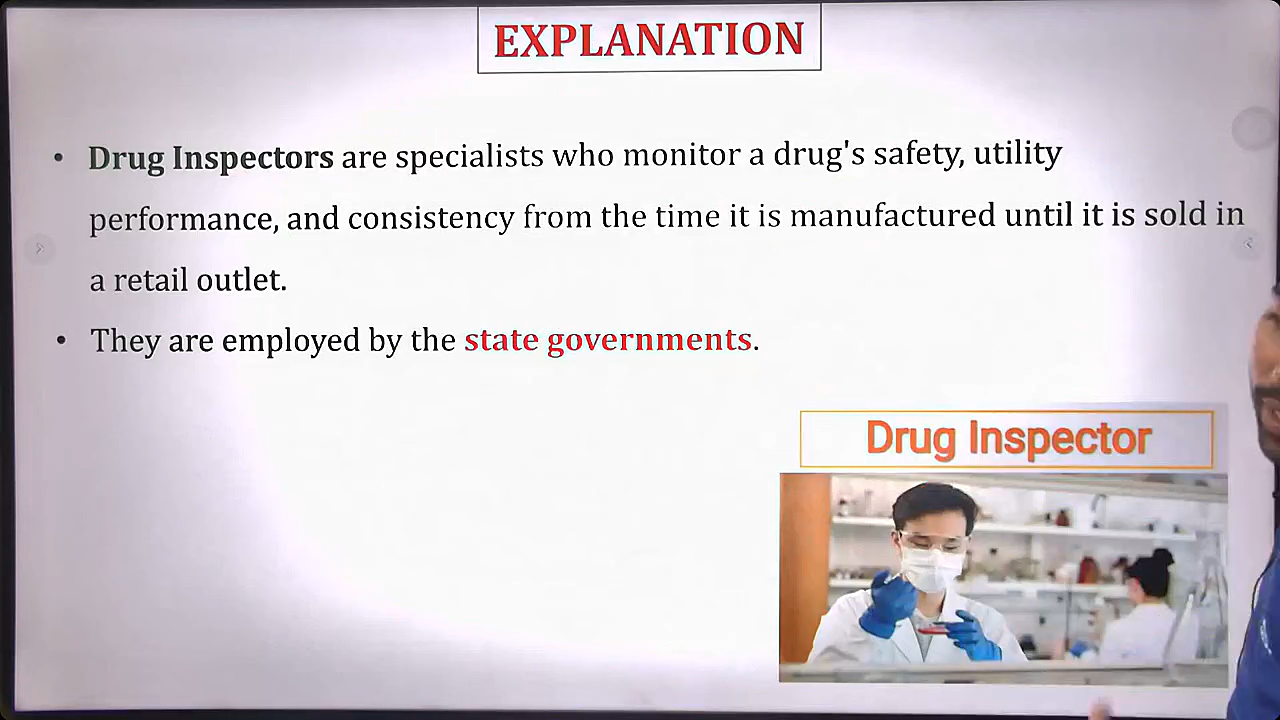 EXPLANATION
• Drug Inspectors are specialists who monitor a drug's safety, utility
performance, and consistency from the time it is manufactured until it is sold in
a retail outlet.
• They are employed by the state governments.
Drug Inspector